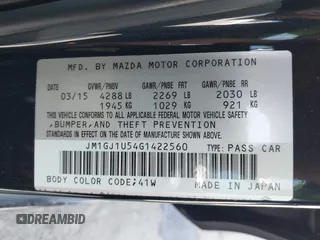 MFD. BY MAZDA MOTOR CORPORATION
DATE GVWR/PNBV GAWR/PNBE FRT GAWR/PNBE RR
03/15 4288 LB 2269 LB 2030 LB
1945 KG 1029 KG 921 KG
THIS VEHICLE CONFORMS TO ALL APPLICABLE FEDERAL MOTOR VEHICLE SAFETY
,BUMPER,AND THEFT PREVENTION
STANDARDS IN EFFECT ON THE DATE OF MANUFACTURE SHOWN ABOVE.
JM1GJ1U54G1422560 TYPE: PASS CAR
BODY COLOR CODE;41W MADE IN JAPAN
DREAMBID